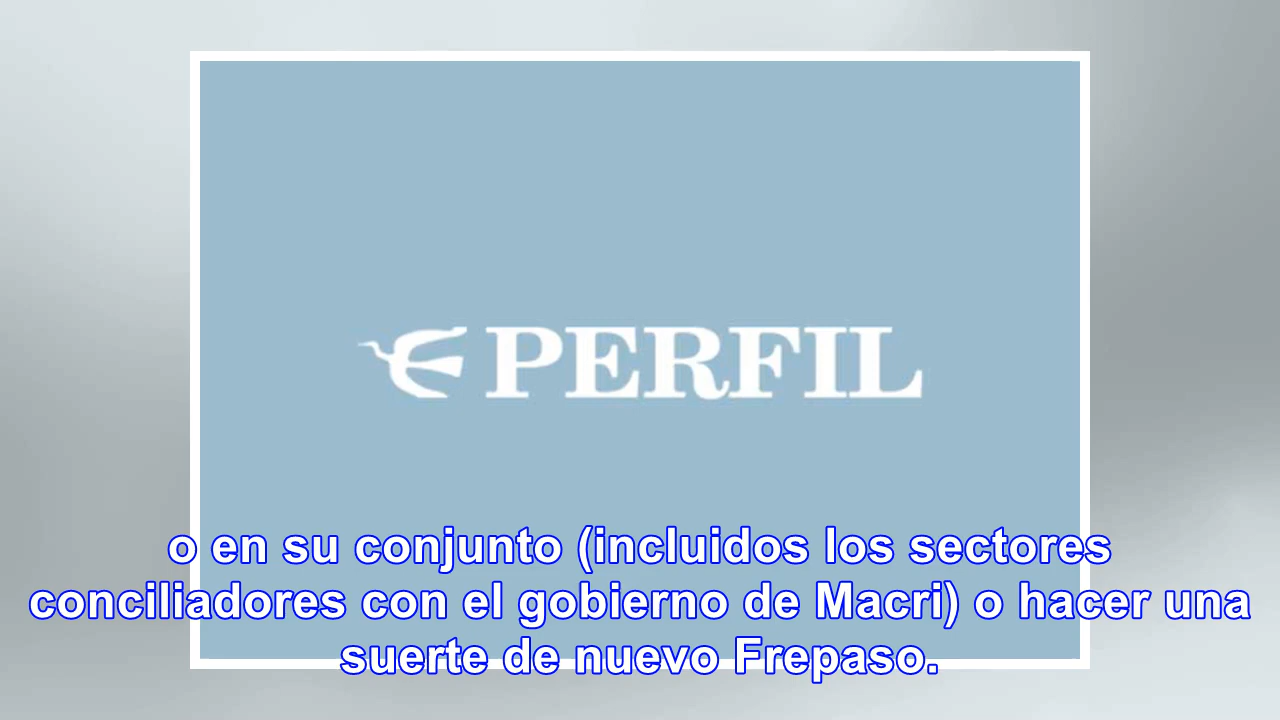 PERFIL
o en su conjunto (incluidos los sectores
conciliadores con el gobierno de Macri) o hacer una
suerte de nuevo Frepaso.